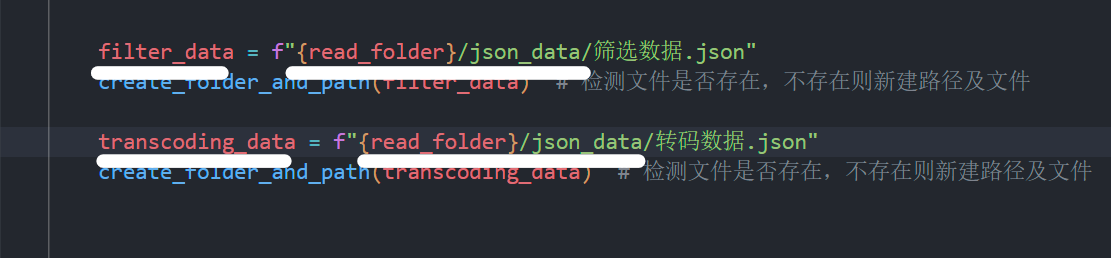 filter_data = f"{read_folder}/json_data/筛选数据.json"
create_folder_and_path(filter_data)  # 检测文件是否存在，不存在则新建路径及文件
transcoding_data = f"{read_folder}/json_data/转码数据.json"
create_folder_and_path(transcoding_data)  # 检测文件是否存在，不存在则新建路径及文件